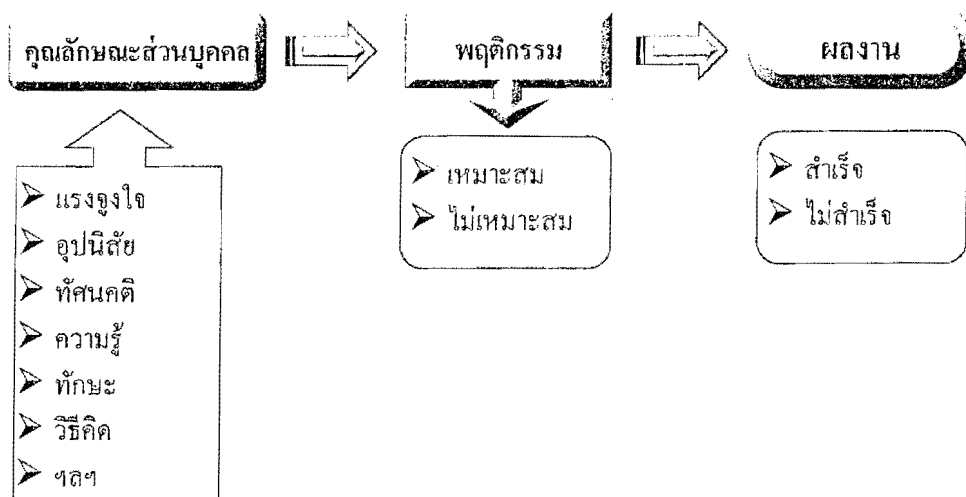 คุณลักษณะส่วนบุคคล
พฤติกรรม
ผลงาน
แรงจูงใจ
อุปนิสัย
ทัศนคติ
ความรู้
ทักษะ
วิธีคิด
ฯลฯ
เหมาะสม
ไม่เหมาะสม
สำเร็จ
ไม่สำเร็จ